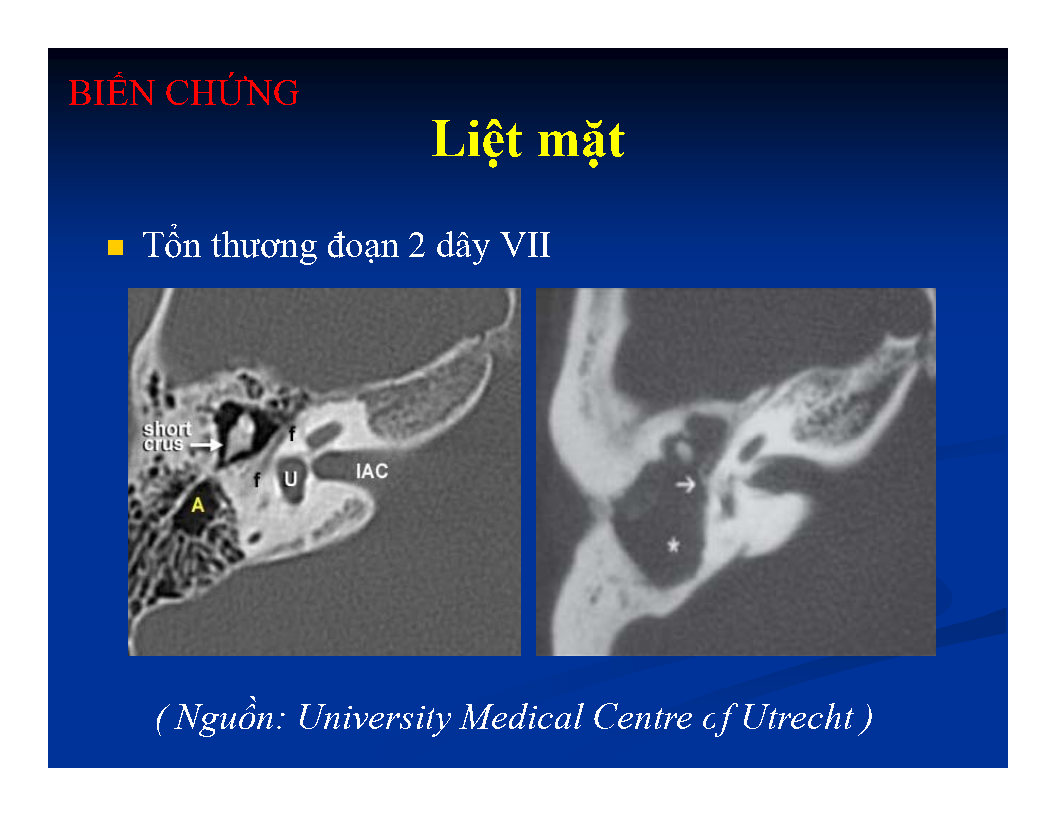 BIẾN CHỨNG
Liệt mặt
Tổn thương đoạn 2 dây VII
short
crus
f
f
U
IAC
A
*
( Nguồn: University Medical Centre of Utrecht )